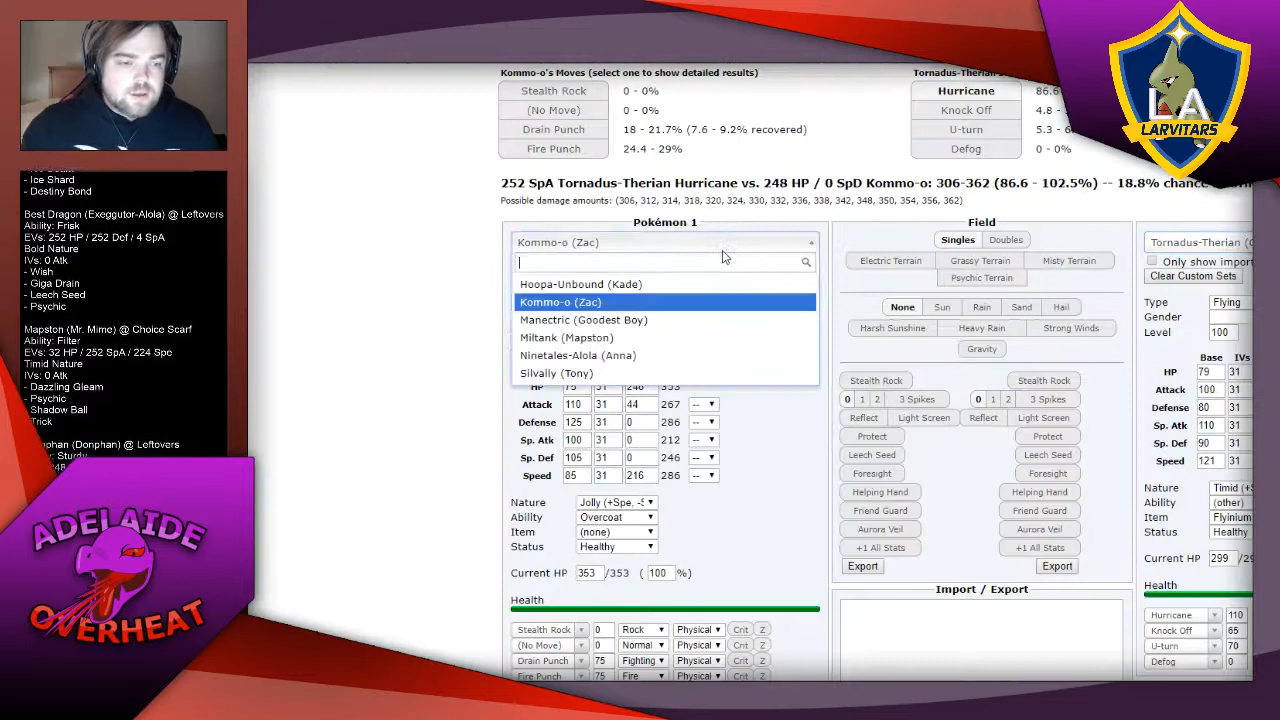 - Ice Shard
- Destiny Bond
Best Dragon (Exeggutor-Alola) @ Leftovers
Ability: Frisk
EVs: 252 HP / 252 Def / 4 SpA
Bold Nature
IVs: 0 Atk
- Wish
- Giga Drain
- Leech Seed
- Psychic
Mapston (Mr. Mime) @ Choice Scarf
Ability: Filter
EVs: 32 HP / 252 SpA / 224 Spe
Timid Nature
IVs: 0 Atk
- Dazzling Gleam
- Psychic
- Shadow Ball
Trick
(Donphan) @ Leftovers
Sturdy
ADELAIDE
OVERHEAT
Kommo-o's Moves (select one to show detailed results)
Stealth Rock 0 - 0%
(No Move) 0 - 0%
Drain Punch 18 - 21.7% (7.6 - 9.2% recovered)
Fire Punch 24.4 - 29%
Tornadus-Therian
Hurricane 86.6
Knock Off 4.8 -
U-turn 5.3 -
Defog 0 - 0%
LA
LARVITARS
252 SpA Tornadus-Therian Hurricane vs. 248 HP / 0 SpD Kommo-o: 306-362 (86.6 - 102.5%) -- 18.8% chance
Possible damage amounts: (306, 312, 314, 318, 320, 324, 330, 332, 336, 338, 342, 348, 350, 354, 356, 362)
Pokémon 1
Kommo-o (Zac)
Hoopa-Unbound (Kade)
Kommo-o (Zac)
Manectric (Goodest Boy)
Miltank (Mapston)
Ninetales-Alola (Anna)
Silvally (Tony)
HP 75 31 248 353
Attack 110 31 44 267 --
Defense 125 31 0 286 --
Sp. Atk 100 31 0 212 --
Sp. Def 105 31 0 246 --
Speed 85 31 216 286 --
Nature Jolly (+Spe, -S
Ability Overcoat
Item (none)
Status Healthy
Current HP 353 /353 ( 100 %)
Health
Stealth Rock 0 Rock Physical Crit Z
(No Move) 0 Normal Physical Crit Z
Drain Punch 75 Fighting Physical Crit Z
Fire Punch 75 Fire Physical Crit Z
Field
Singles Doubles
Electric Terrain Grassy Terrain Misty Terrain
Psychic Terrain
None Sun Rain Sand Hail
Harsh Sunshine Heavy Rain Strong Winds
Gravity
Stealth Rock Stealth Rock
0 1 2 3 Spikes 0 1 2 3 Spikes
Reflect Light Screen Reflect Light Screen
Protect Protect
Leech Seed Leech Seed
Foresight Foresight
Helping Hand Helping Hand
Friend Guard Friend Guard
Aurora Veil Aurora Veil
+1 All Stats +1 All Stats
Export Export
Import / Export
Tornadus-Therian (
Only show import
Clear Custom Sets
Type Flying
Gender
Level 100
Base IVs
HP 79 31
Attack 100 31
Defense 80 31
Sp. Atk 110 31
Sp. Def 90 31
Speed 121 31
Nature Timid (+S
Ability (other)
Item Flyinium
Status Healthy
Current HP 299 /29
Health
Hurricane 110
Knock Off 65
U-turn 70
Defog 0